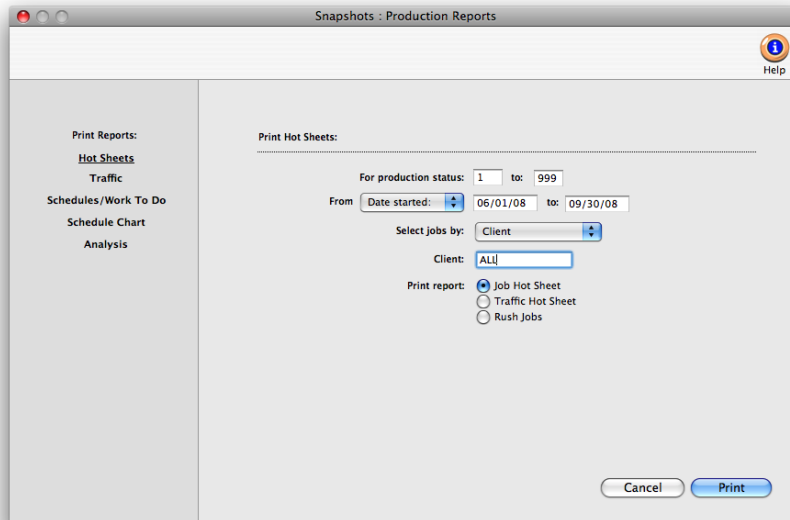 Snapshots : Production Reports
Help
Print Reports:
Hot Sheets
Traffic
Schedules/Work To Do
Schedule Chart
Analysis
Print Hot Sheets:
For production status: 1 to: 999
From Date started: 06/01/08 to: 09/30/08
Select jobs by: Client
Client: ALL
Print report: Job Hot Sheet
Traffic Hot Sheet
Rush Jobs
Cancel Print